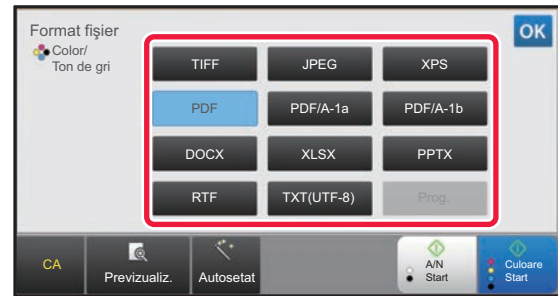 Format fișier
OK
Color/
Ton de gri
TIFF
JPEG
XPS
PDF
PDF/A-1a
PDF/A-1b
DOCX
XLSX
PPTX
RTF
TXT(UTF-8)
Prog.
CA
Previzualiz.
Autosetat
A/N
Start
Culoare
Start